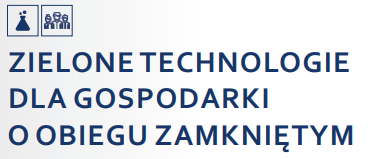 ZIELONE TECHNOLOGIE
DLA GOSPODARKI
O OBIEGU ZAMKNIĘTYM